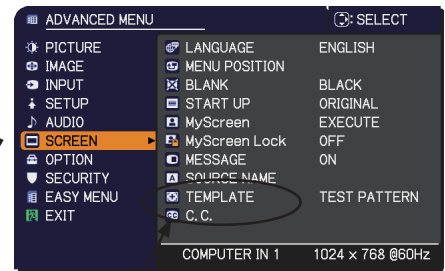 ADVANCED MENU : SELECT
PICTURE LANGUAGE ENGLISH
IMAGE MENU POSITION
INPUT BLANK BLACK
SETUP START UP ORIGINAL
AUDIO MyScreen EXECUTE
SCREEN MyScreen Lock OFF
OPTION MESSAGE ON
SECURITY SOURCE NAME
EASY MENU TEMPLATE TEST PATTERN
EXIT C. C.
COMPUTER IN 1 1024 x 768 @60Hz